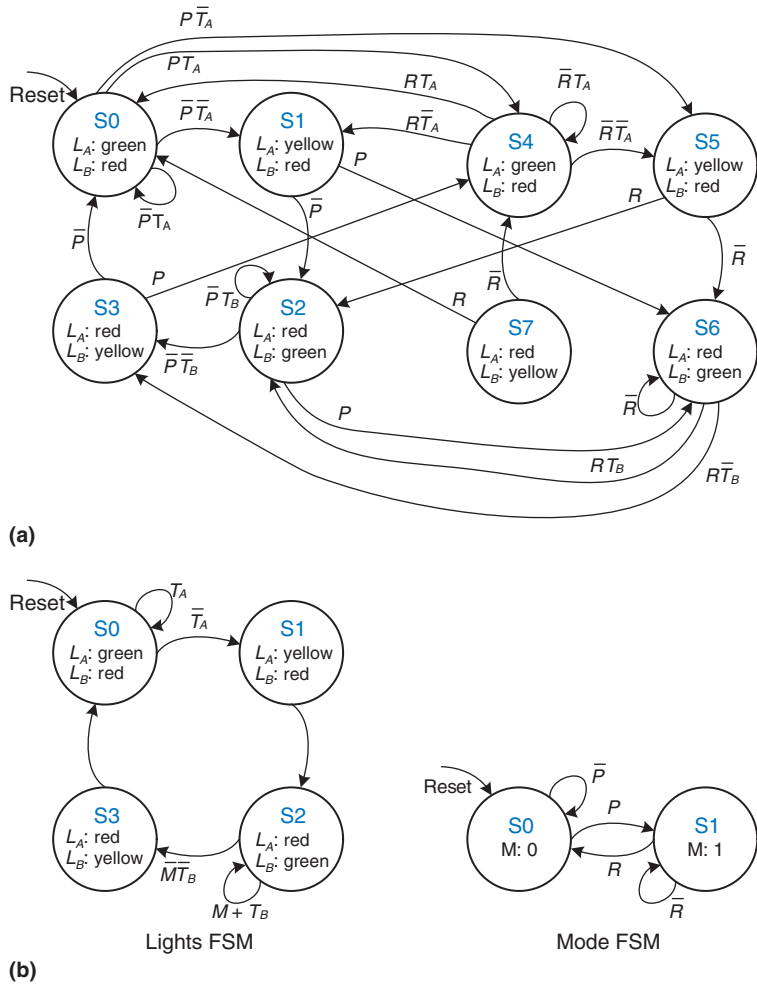 P T̅A
P TA
R TA
R̅ TA
Reset
S0
LA: green
LB: red
P̅ T̅A
S1
LA: yellow
LB: red
R T̅A
S4
LA: green
LB: red
R̅ T̅A
S5
LA: yellow
LB: red
P̅ TA
P
P̅
R
R̅
P̅
P
S3
LA: red
LB: yellow
P̅ TB
S2
LA: red
LB: green
R
R̅
S7
LA: red
LB: yellow
S6
LA: red
LB: green
P̅ T̅B
R̅
P
R TB
R T̅B
(a)
Reset
TA
S0
LA: green
LB: red
T̅A
S1
LA: yellow
LB: red
S3
LA: red
LB: yellow
M̅ T̅B
S2
LA: red
LB: green
M + TB
Reset
P̅
S0
M: 0
P
R
S1
M: 1
R̅
Lights FSM
Mode FSM
(b)